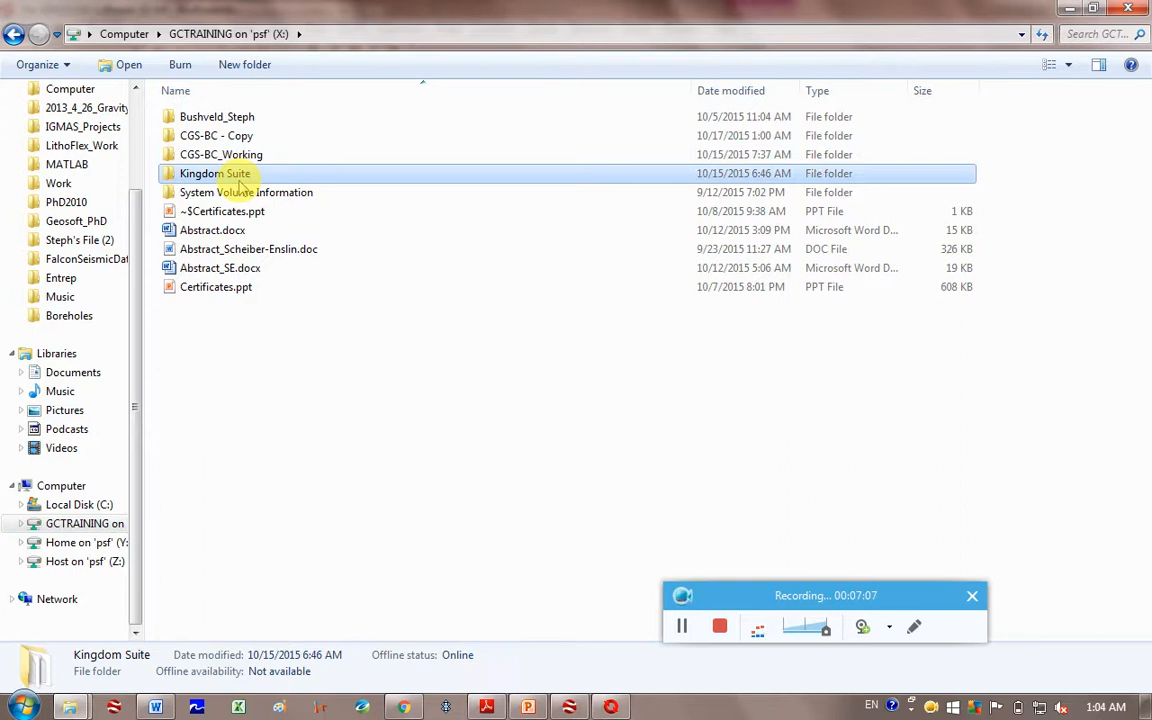 Computer GCTRAINING on 'psf' (X:)
Search GCT...
Organize Open Burn New folder
Name Date modified Type Size
Computer
2013_4_26_Gravity
IGMAS_Projects
LithoFlex_Work
MATLAB
Work
PhD2010
Geosoft_PhD
Steph's File (2)
FalconSeismicDat
Entrep
Music
Boreholes
Libraries
Documents
Music
Pictures
Podcasts
Videos
Computer
Local Disk (C:)
GCTRAINING on
Home on 'psf' (Y:
Host on 'psf' (Z:)
Network
Bushveld_Steph 10/5/2015 11:04 AM File folder
CGS-BC - Copy 10/17/2015 1:00 AM File folder
CGS-BC_Working 10/15/2015 7:37 AM File folder
Kingdom Suite 10/15/2015 6:46 AM File folder
System Volume Information 9/12/2015 7:02 PM File folder
~$Certificates.ppt 10/8/2015 9:38 AM PPT File 1 KB
Abstract.docx 10/12/2015 3:09 PM Microsoft Word D... 15 KB
Abstract_Scheiber-Enslin.doc 9/23/2015 11:27 AM DOC File 326 KB
Abstract_SE.docx 10/12/2015 5:06 AM Microsoft Word D... 19 KB
Certificates.ppt 10/7/2015 8:01 PM PPT File 608 KB
Recording... 00:07:07
Kingdom Suite Date modified: 10/15/2015 6:46 AM Offline status: Online
File folder Offline availability: Not available
EN 1:04 AM